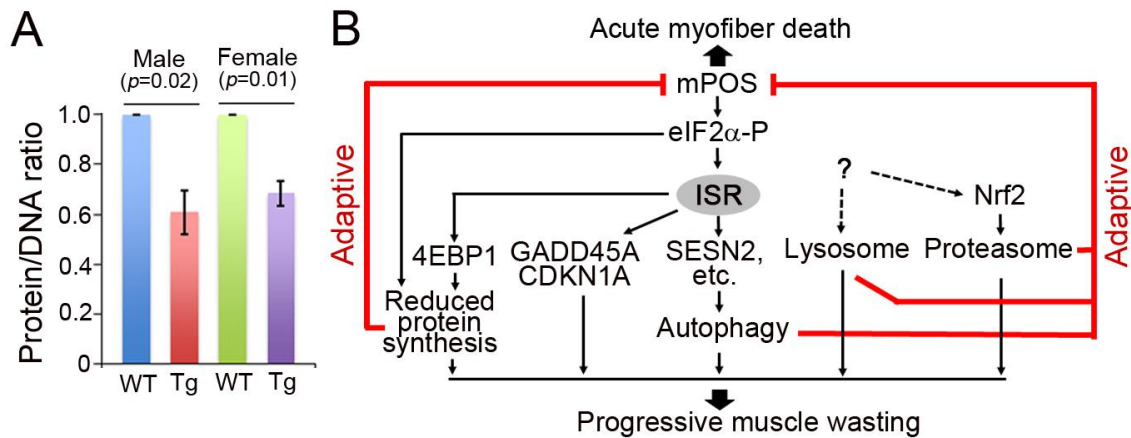 A
Male
(p=0.02)
Female
(p=0.01)
Protein/DNA ratio
1.0
0.8
0.6
0.4
0.2
0
WT
Tg
WT
Tg
B
Acute myofiber death
mPOS
eIF2α-P
ISR
?
Nrf2
Adaptive
4EBP1
GADD45A
CDKN1A
SESN2,
etc.
Lysosome
Proteasome
Adaptive
Reduced
protein
synthesis
Autophagy
Progressive muscle wasting